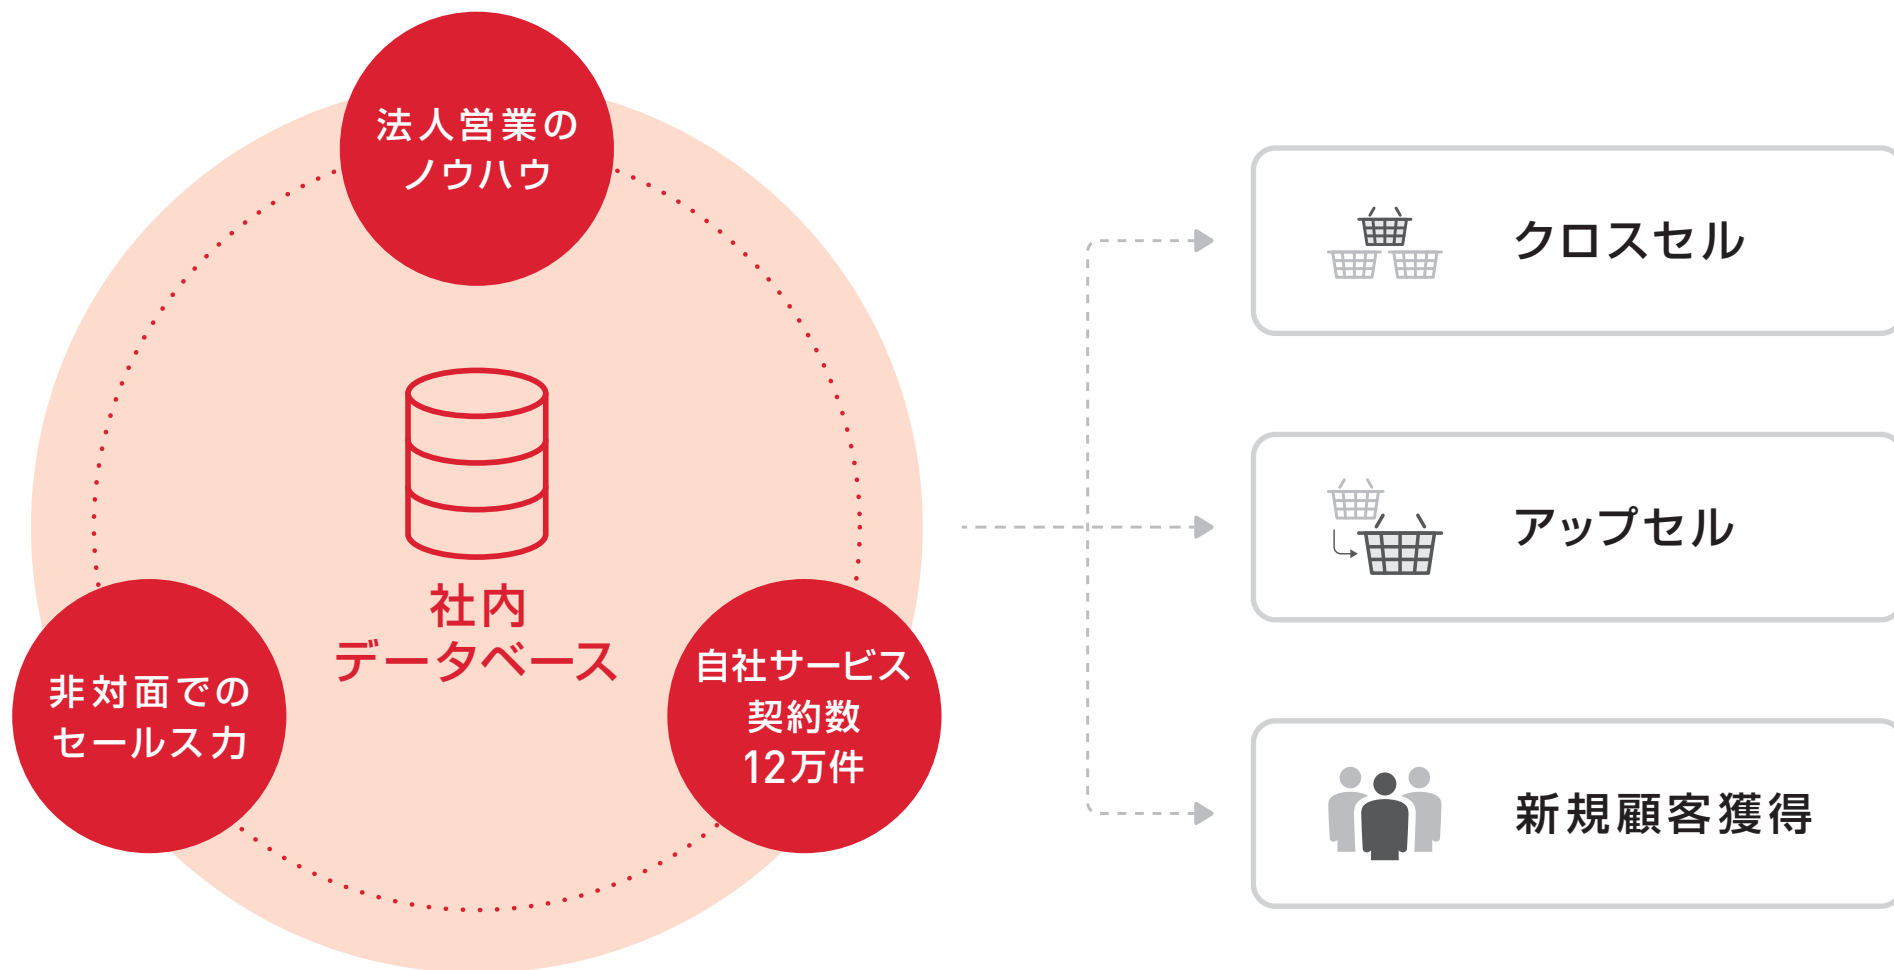 法人営業の
ノウハウ
社内
データベース
非対面での
セールス力
自社サービス
契約数
12万件
クロスセル
アップセル
新規顧客獲得